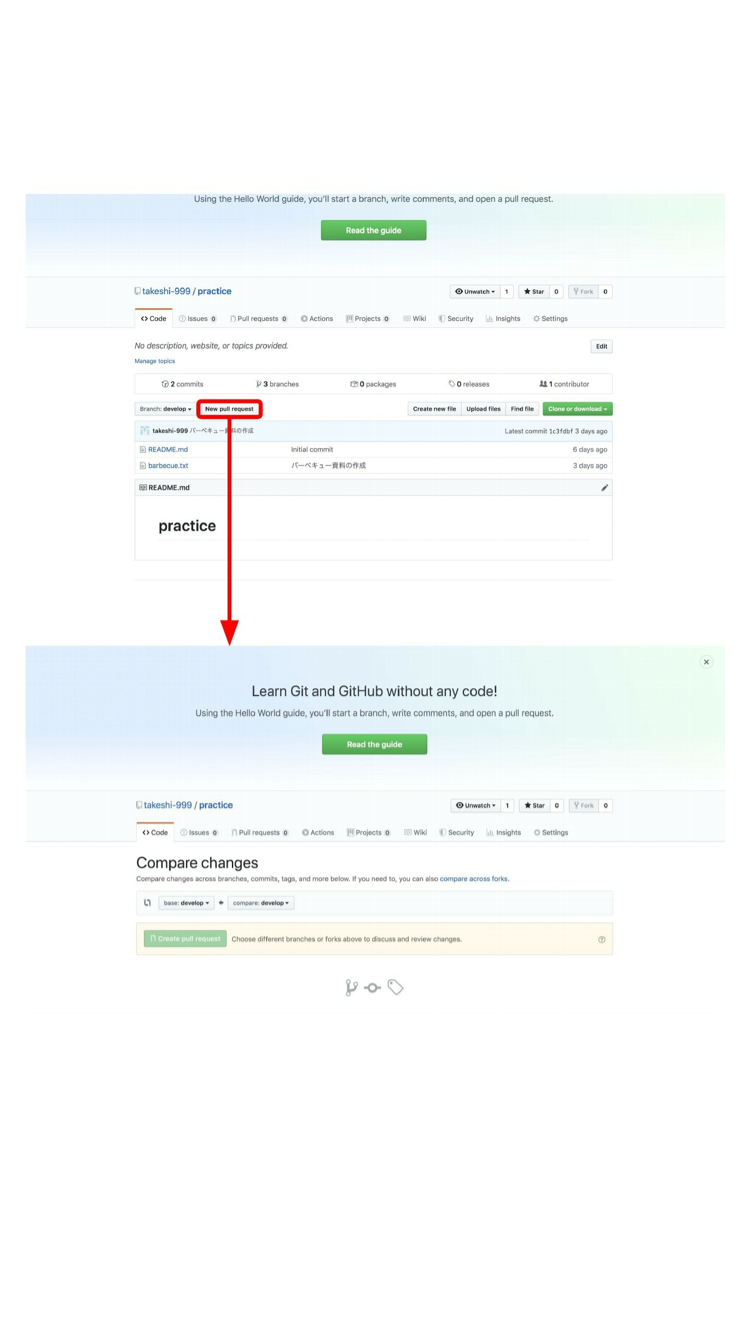 Using the Hello World guide, you'll start a branch, write comments, and open a pull request.
Read the guide
takeshi-999 / practice
Unwatch 1 Star 0 Fork 0
Code Issues 0 Pull requests 0 Actions Projects 0 Wiki Security Insights Settings
No description, website, or topics provided.
Edit
Manage topics
2 commits 3 branches 0 packages 0 releases 1 contributor
Branch: develop New pull request Create new file Upload files Find file Clone or download
takeshi-999 バーベキュー資料の作成 Latest commit 1c3fdbf 3 days ago
README.md Initial commit 6 days ago
barbecue.txt バーベキュー資料の作成 3 days ago
README.md
practice
Learn Git and GitHub without any code!
Using the Hello World guide, you'll start a branch, write comments, and open a pull request.
Read the guide
takeshi-999 / practice
Unwatch 1 Star 0 Fork 0
Code Issues 0 Pull requests 0 Actions Projects 0 Wiki Security Insights Settings
Compare changes
Compare changes across branches, commits, tags, and more below. If you need to, you can also compare across forks.
base: develop compare: develop
Create pull request Choose different branches or forks above to discuss and review changes.